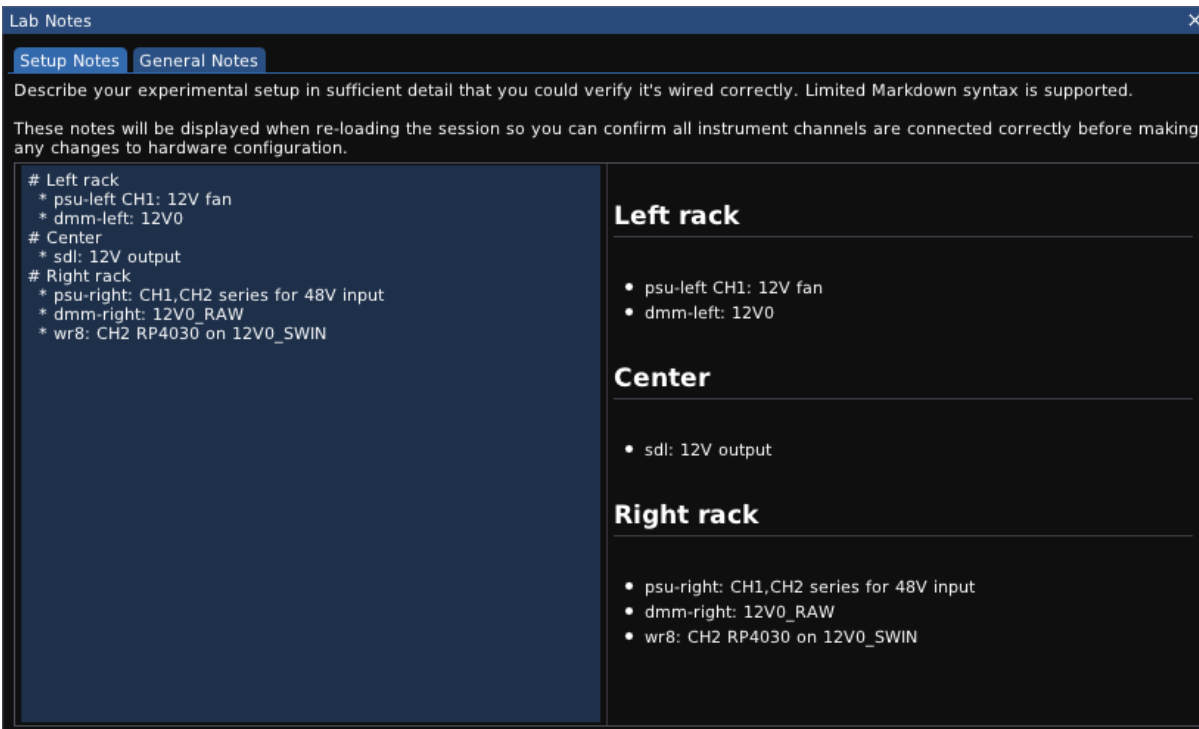 Lab Notes
Setup Notes
General Notes
Describe your experimental setup in sufficient detail that you could verify it's wired correctly. Limited Markdown syntax is supported.
These notes will be displayed when re-loading the session so you can confirm all instrument channels are connected correctly before making
any changes to hardware configuration.
# Left rack
* psu-left CH1: 12V fan
* dmm-left: 12V0
# Center
* sdl: 12V output
# Right rack
* psu-right: CH1,CH2 series for 48V input
* dmm-right: 12V0_RAW
* wr8: CH2 RP4030 on 12V0_SWIN
Left rack
• psu-left CH1: 12V fan
• dmm-left: 12V0
Center
• sdl: 12V output
Right rack
• psu-right: CH1,CH2 series for 48V input
• dmm-right: 12V0_RAW
• wr8: CH2 RP4030 on 12V0_SWIN